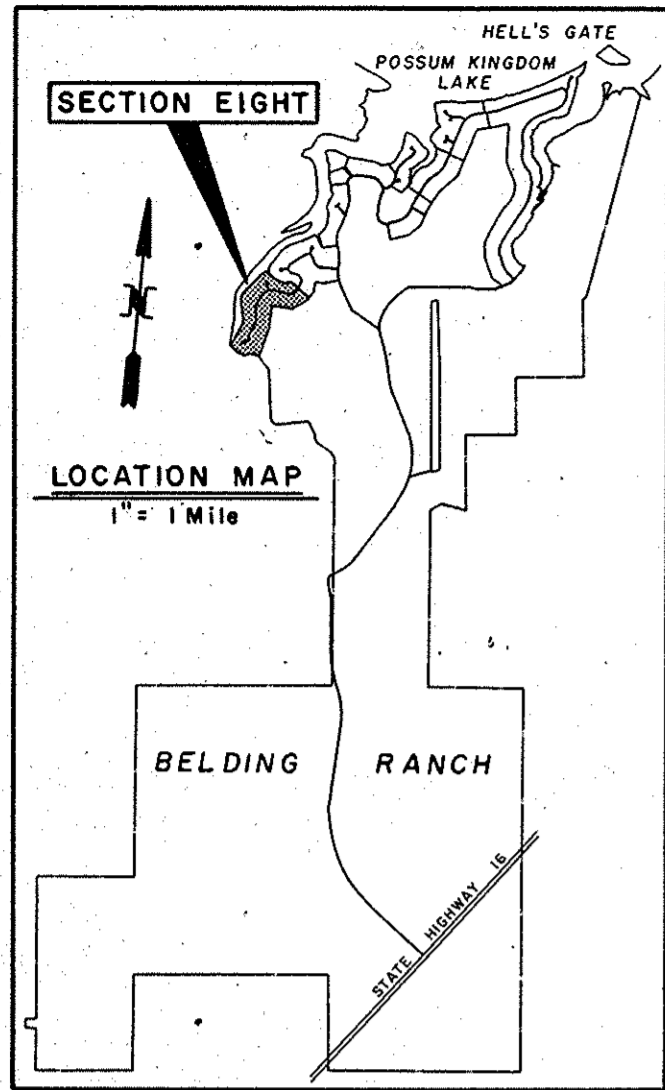 HELL'S GATE
POSSUM KINGDOM
LAKE
SECTION EIGHT
N
LOCATION MAP
1" = 1 Mile
BELDING RANCH
STATE HIGHWAY 16